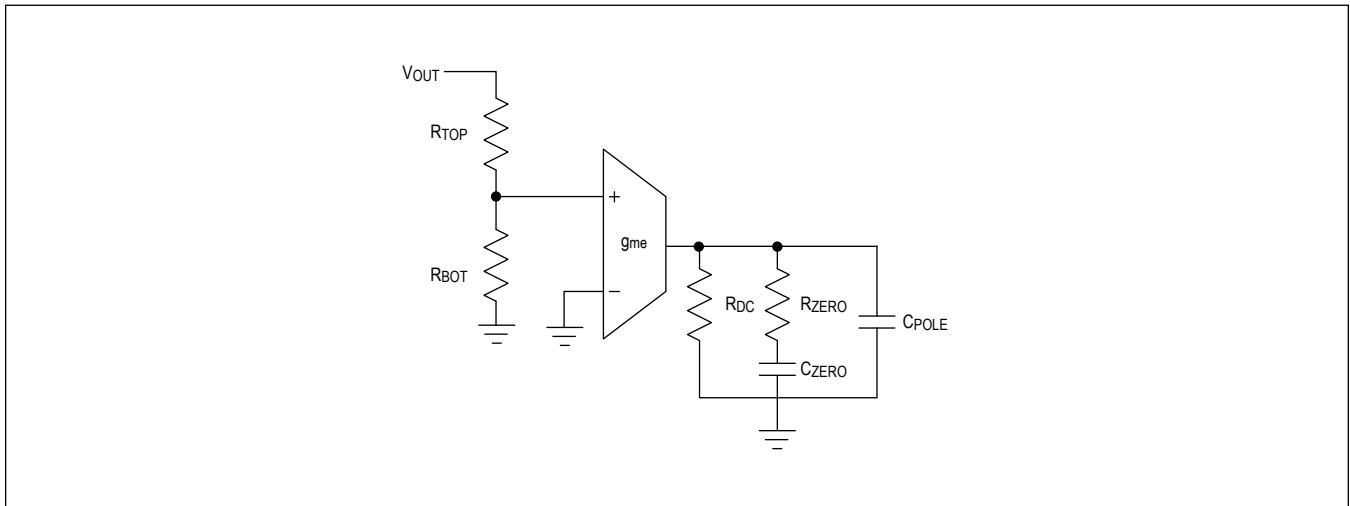 VOUT
RTOP
+
gme
RBOT
−
RDC
RZERO
CPOLE
CZERO